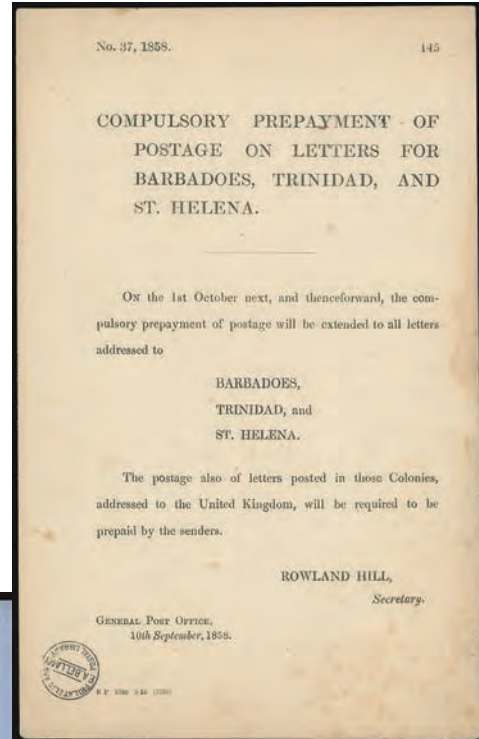 No. 37, 1858. 145
COMPULSORY PREPAYMENT OF
POSTAGE ON LETTERS FOR
BARBADOES, TRINIDAD, AND
ST. HELENA.
On the 1st October next, and thenceforward, the com-
pulsory prepayment of postage will be extended to all letters
addressed to
BARBADOES,
TRINIDAD, and
ST. HELENA.
The postage also of letters posted in those Colonies,
addressed to the United Kingdom, will be required to be
prepaid by the senders.
ROWLAND HILL,
Secretary.
General Post Office,
10th September, 1858.